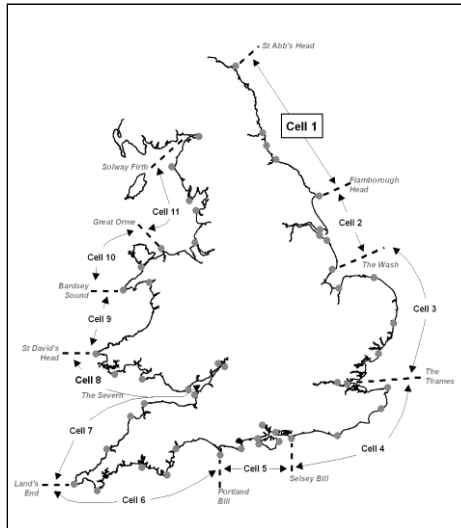 St Abb's Head
Cell 1
Solway Firth
Flamborough
Head
Great Orme
Cell 11
Cell 2
Cell 10
The Wash
Bardsey
Sound
Cell 9
Cell 3
St David's
Head
Cell 8
The
Thames
The Severn
Cell 7
Cell 4
Land's
End
Cell 6
Cell 5
Selsey Bill
Portland
Bill